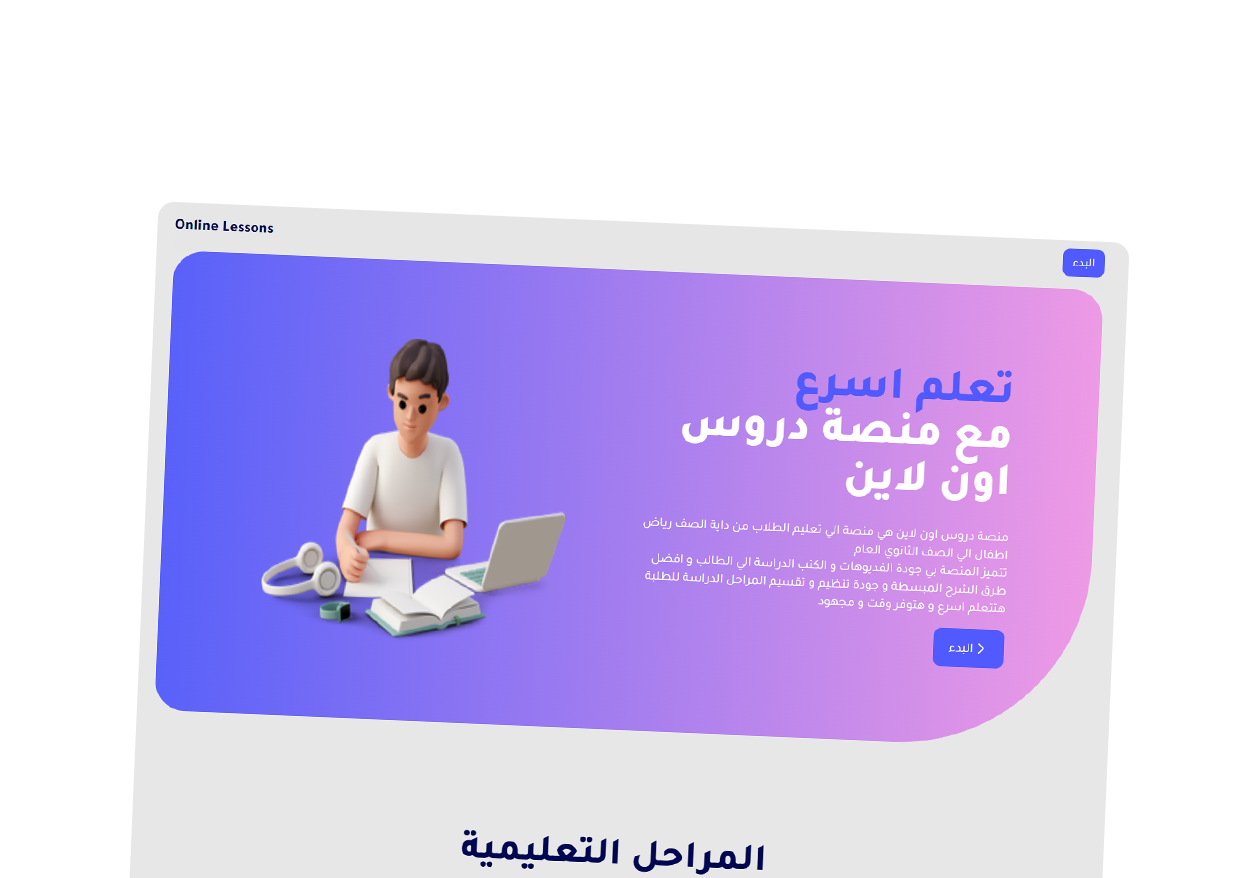 Online Lessons
البدء
تعلم اسرع
مع منصة دروس
اون لاين
منصة دروس اون لاين هي منصة الي تعليم الطلاب من داية الصف رياض
اطفال الي الصف الثانوي العام
تتميز المنصة بي جودة الفديوهات و الكتب الدراسة الي الطالب و افضل
طرق الشرح المبسطة و جودة تنظيم و تقسيم المراحل الدراسة للطلبة
هتتعلم اسرع و هتوفر وقت و مجهود
البدء
المراحل التعليمية